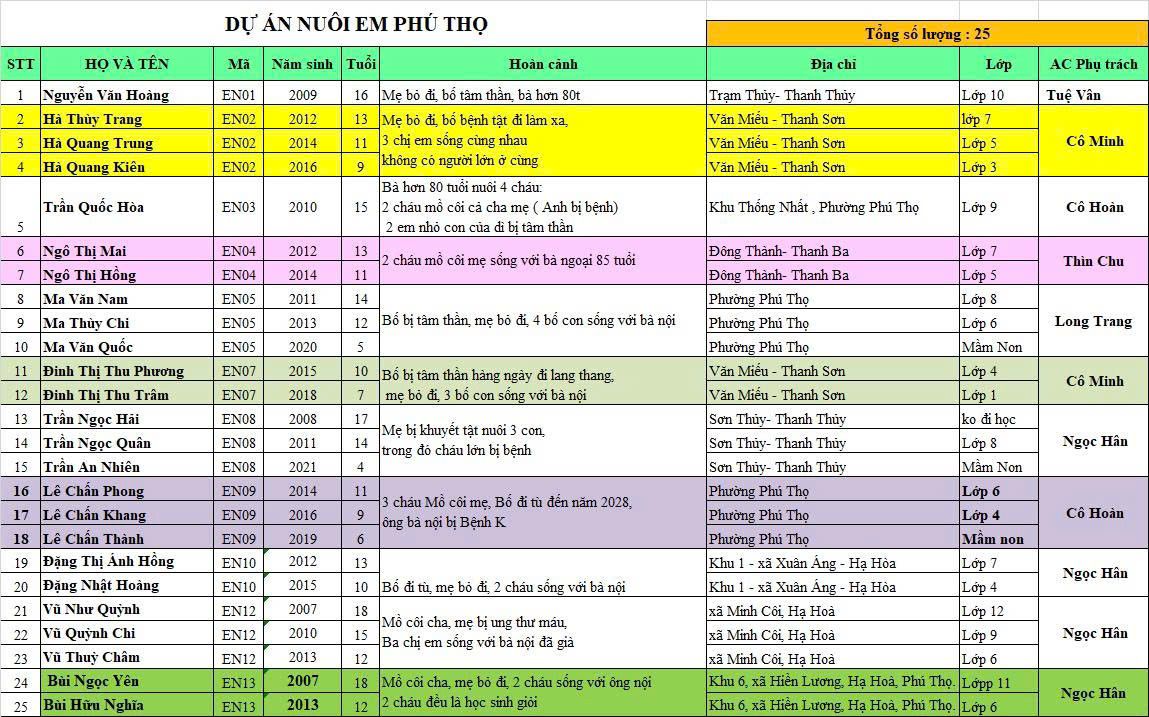 DỰ ÁN NUÔI EM PHÚ THỌ
Tổng số lượng : 25
STT HỌ VÀ TÊN Mã Năm sinh Tuổi Hoàn cảnh Địa chỉ Lớp AC Phụ trách
1 Nguyễn Văn Hoàng EN01 2009 16 Mẹ bỏ đi, bố tâm thần, bà hơn 80t Trạm Thủy- Thanh Thủy Lớp 10 Tuệ Vân
2 Hà Thùy Trang EN02 2012 13 Mẹ bỏ đi, bố bệnh tật đi làm xa, Văn Miếu - Thanh Sơn lớp 7
3 Hà Quang Trung EN02 2014 11 3 chị em sống cùng nhau Văn Miếu - Thanh Sơn Lớp 5 Cô Minh
4 Hà Quang Kiên EN02 2016 9 không có người lớn ở cùng Văn Miếu - Thanh Sơn Lớp 3
Bà hơn 80 tuổi nuôi 4 cháu:
Trần Quốc Hòa EN03 2010 15 2 cháu mồ côi cả cha mẹ ( Anh bị bệnh) Khu Thống Nhất , Phường Phú Thọ Lớp 9 Cô Hoàn
5 2 em nhỏ con của dì bị tâm thần
6 Ngô Thị Mai EN04 2012 13 2 cháu mồ côi mẹ sống với bà ngoại 85 tuổi Đông Thành- Thanh Ba Lớp 7 Thìn Chu
7 Ngô Thị Hồng EN04 2014 11 Đông Thành- Thanh Ba Lớp 5
8 Ma Văn Nam EN05 2011 14 Phường Phú Thọ Lớp 8
9 Ma Thùy Chi EN05 2013 12 Bố bị tâm thần, mẹ bỏ đi, 4 bố con sống với bà nội Phường Phú Thọ Lớp 6 Long Trang
10 Ma Văn Quốc EN05 2020 5 Phường Phú Thọ Mầm Non
11 Đinh Thị Thu Phương EN07 2015 10 Bố bị tâm thần hàng ngày đi lang thang, Văn Miếu - Thanh Sơn Lớp 4 Cô Minh
12 Đinh Thị Thu Trâm EN07 2018 7 mẹ bỏ đi, 3 bố con sống với bà nội Văn Miếu - Thanh Sơn Lớp 1
13 Trần Ngọc Hải EN08 2008 17 Mẹ bị khuyết tật nuôi 3 con, Sơn Thủy- Thanh Thủy ko đi học
14 Trần Ngọc Quân EN08 2011 14 trong đó cháu lớn bị bệnh Sơn Thủy- Thanh Thủy Lớp 8 Ngọc Hân
15 Trần An Nhiên EN08 2021 4 Sơn Thủy- Thanh Thủy Mầm Non
16 Lê Chấn Phong EN09 2014 11 3 cháu Mồ côi mẹ, Bố đi tù đến năm 2028, Phường Phú Thọ Lớp 6
17 Lê Chấn Khang EN09 2016 9 ông bà nội bị Bệnh K Phường Phú Thọ Lớp 4 Cô Hoàn
18 Lê Chấn Thành EN09 2019 6 Phường Phú Thọ Mầm non
19 Đặng Thị Ánh Hồng EN10 2012 13 Khu 1 - xã Xuân Áng - Hạ Hòa Lớp 7 Ngọc Hân
20 Đặng Nhật Hoàng EN10 2015 10 Bố đi tù, mẹ bỏ đi, 2 cháu sống với bà nội Khu 1 - xã Xuân Áng - Hạ Hòa Lớp 4
21 Vũ Như Quỳnh EN12 2007 18 Mồ côi cha, mẹ bị ung thư máu, xã Minh Côi, Hạ Hoà Lớp 12
22 Vũ Quỳnh Chi EN12 2010 15 Ba chị em sống với bà nội đã già xã Minh Côi, Hạ Hoà Lớp 9 Ngọc Hân
23 Vũ Thuỳ Châm EN12 2013 12 xã Minh Côi, Hạ Hoà Lớp 6
24 Bùi Ngọc Yên EN13 2007 18 Mồ côi cha, mẹ bỏ đi, 2 cháu sống với ông nội Khu 6, xã Hiền Lương, Hạ Hoà, Phú Thọ. Lớpp 11 Ngọc Hân
25 Bùi Hữu Nghĩa EN13 2013 12 2 cháu đều là học sinh giỏi Khu 6, xã Hiền Lương, Hạ Hoà, Phú Thọ. Lớp 6